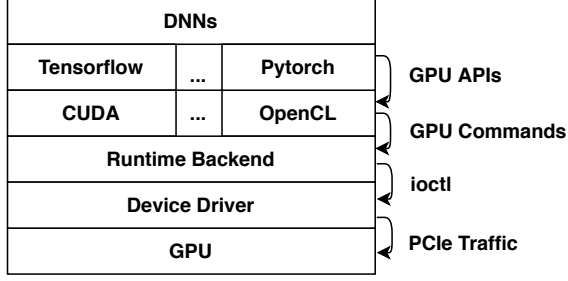 DNNs
Tensorflow ... Pytorch
GPU APIs
CUDA ... OpenCL
GPU Commands
Runtime Backend
ioctl
Device Driver
PCIe Traffic
GPU